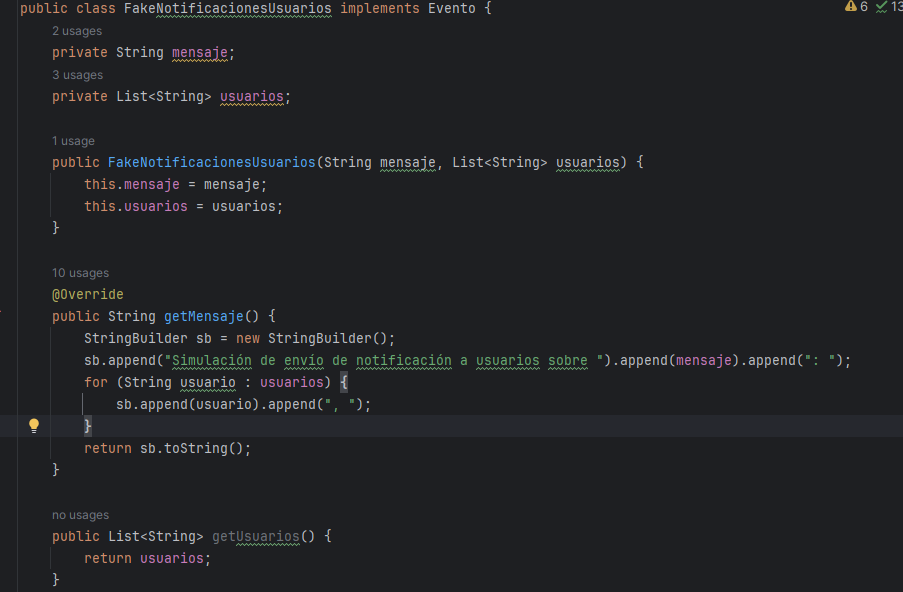 public class FakeNotificacionesUsuarios implements Evento {
6 13
2 usages
private String mensaje;
3 usages
private List<String> usuarios;
1 usage
public FakeNotificacionesUsuarios(String mensaje, List<String> usuarios) {
this.mensaje = mensaje;
this.usuarios = usuarios;
}
10 usages
@Override
public String getMensaje() {
StringBuilder sb = new StringBuilder();
sb.append("Simulación de envío de notificación a usuarios sobre ").append(mensaje).append(": ");
for (String usuario : usuarios) {
sb.append(usuario).append(", ");
}
return sb.toString();
}
no usages
public List<String> getUsuarios() {
return usuarios;
}